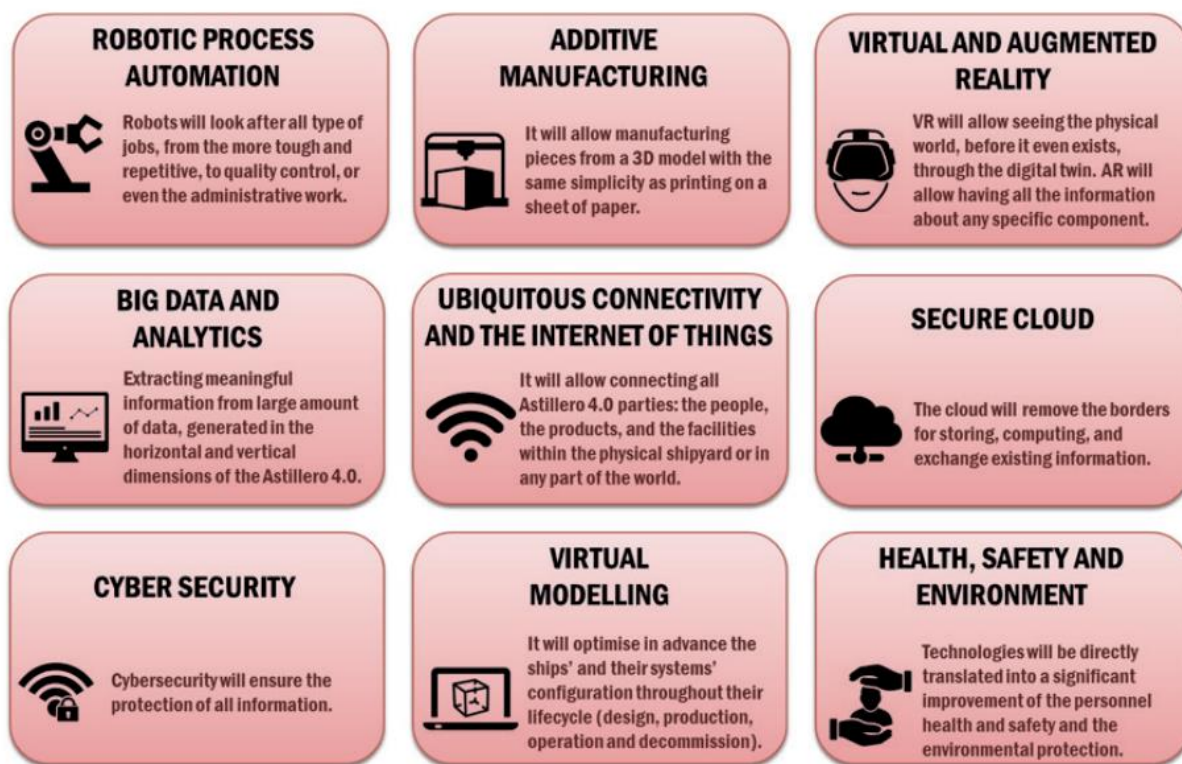 ROBOTIC PROCESS
AUTOMATION
Robots will look after all type of
jobs, from the more tough and
repetitive, to quality control, or
even the administrative work.
ADDITIVE
MANUFACTURING
It will allow manufacturing
pieces from a 3D model with the
same simplicity as printing on a
sheet of paper.
VIRTUAL AND AUGMENTED
REALITY
VR will allow seeing the physical
world, before it even exists,
through the digital twin. AR will
allow having all the information
about any specific component.
BIG DATA AND
ANALYTICS
Extracting meaningful
information from large amount
of data, generated in the
horizontal and vertical
dimensions of the Astillero 4.0.
UBIQUITOUS CONNECTIVITY
AND THE INTERNET OF THINGS
It will allow connecting all
Astillero 4.0 parties: the people,
the products, and the facilities
within the physical shipyard or in
any part of the world.
SECURE CLOUD
The cloud will remove the borders
for storing, computing, and
exchange existing information.
CYBER SECURITY
Cybersecurity will ensure the
protection of all information.
VIRTUAL
MODELLING
It will optimise in advance the
ships' and their systems'
configuration throughout their
lifecycle (design, production,
operation and decommission).
HEALTH, SAFETY AND
ENVIRONMENT
Technologies will be directly
translated into a significant
improvement of the personnel
health and safety and the
environmental protection.